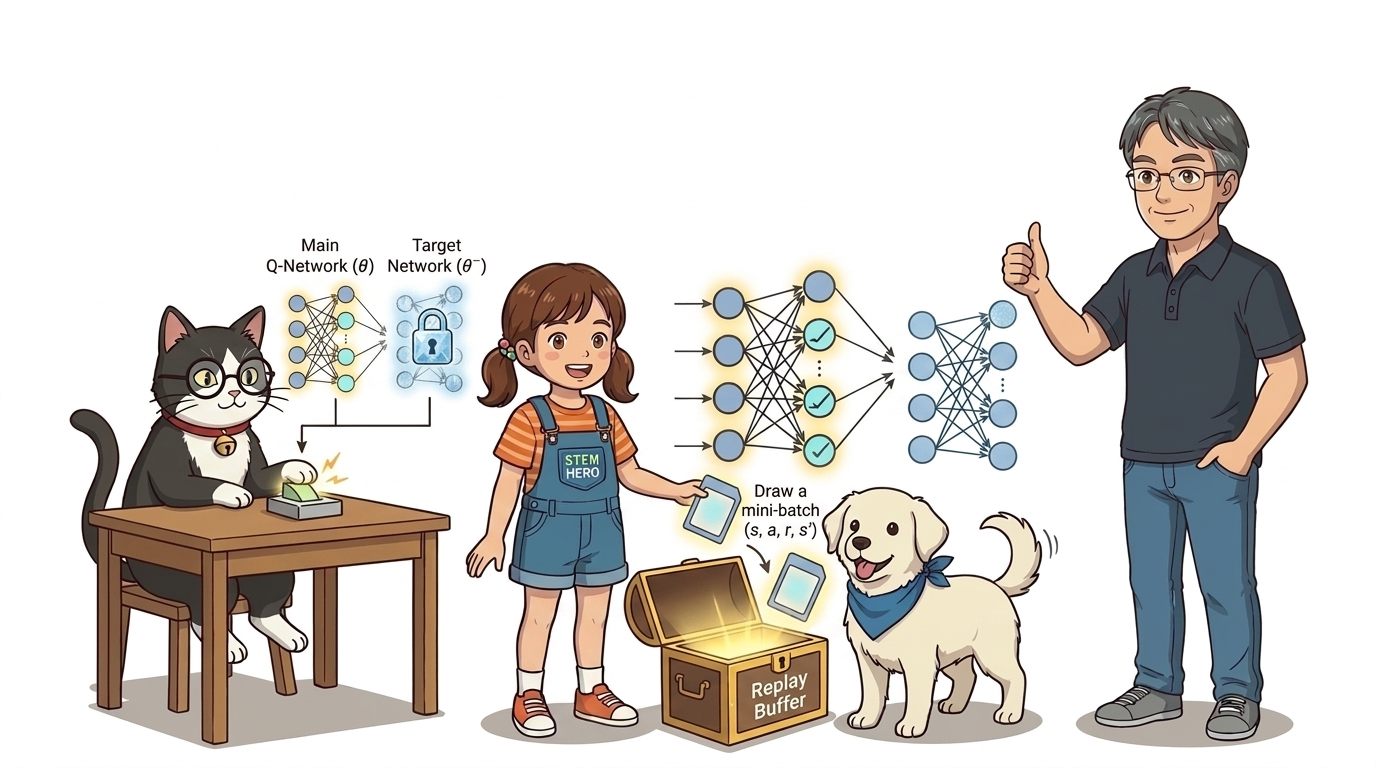 Main
Q-Network (θ)
Target
Network (θ⁻)
STEM
HERO
Draw a
mini-batch
(s, a, r, s')
Replay
Buffer